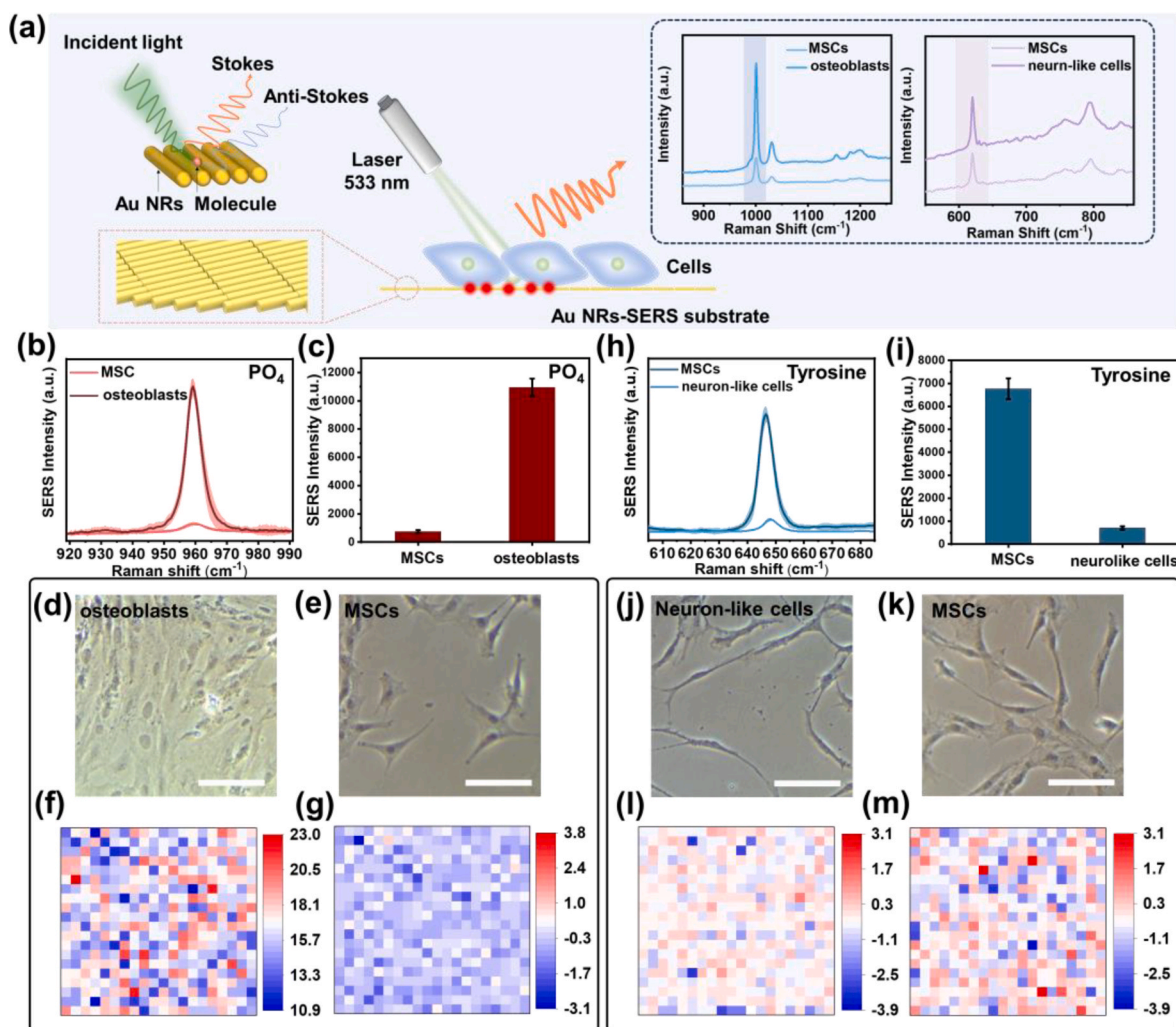 (a)
Incident light
Stokes
Anti-Stokes
Au NRs
Molecule
Laser
533 nm
Cells
Au NRs-SERS substrate
Intensity (a.u.)
MSCs
osteoblasts
900 1000 1100 1200
Raman Shift (cm-1)
Intensity (a.u.)
MSCs
neurn-like cells
600 700 800
Raman Shift (cm-1)
(b)
SERS Intensity (a.u.)
MSC
osteoblasts
PO4
920 930 940 950 960 970 980 990
Raman shift (cm-1)
(c)
SERS Intensity (a.u.)
PO4
12000
11000
10000
9000
8000
7000
6000
5000
4000
3000
2000
1000
0
MSCs osteoblasts
(h)
SERS Intensity (a.u.)
MSCs
neuron-like cells
Tyrosine
610 620 630 640 650 660 670 680
Raman shift (cm-1)
(i)
SERS Intensity (a.u.)
Tyrosine
8000
7000
6000
5000
4000
3000
2000
1000
0
MSCs neurolike cells
(d)
osteoblasts
(e)
MSCs
(j)
Neuron-like cells
(k)
MSCs
(f)
23.0
20.5
18.1
15.7
13.3
10.9
(g)
3.8
2.4
1.0
-0.3
-1.7
-3.1
(l)
3.1
1.7
0.3
-1.1
-2.5
-3.9
(m)
3.1
1.7
0.3
-1.1
-2.5
-3.9